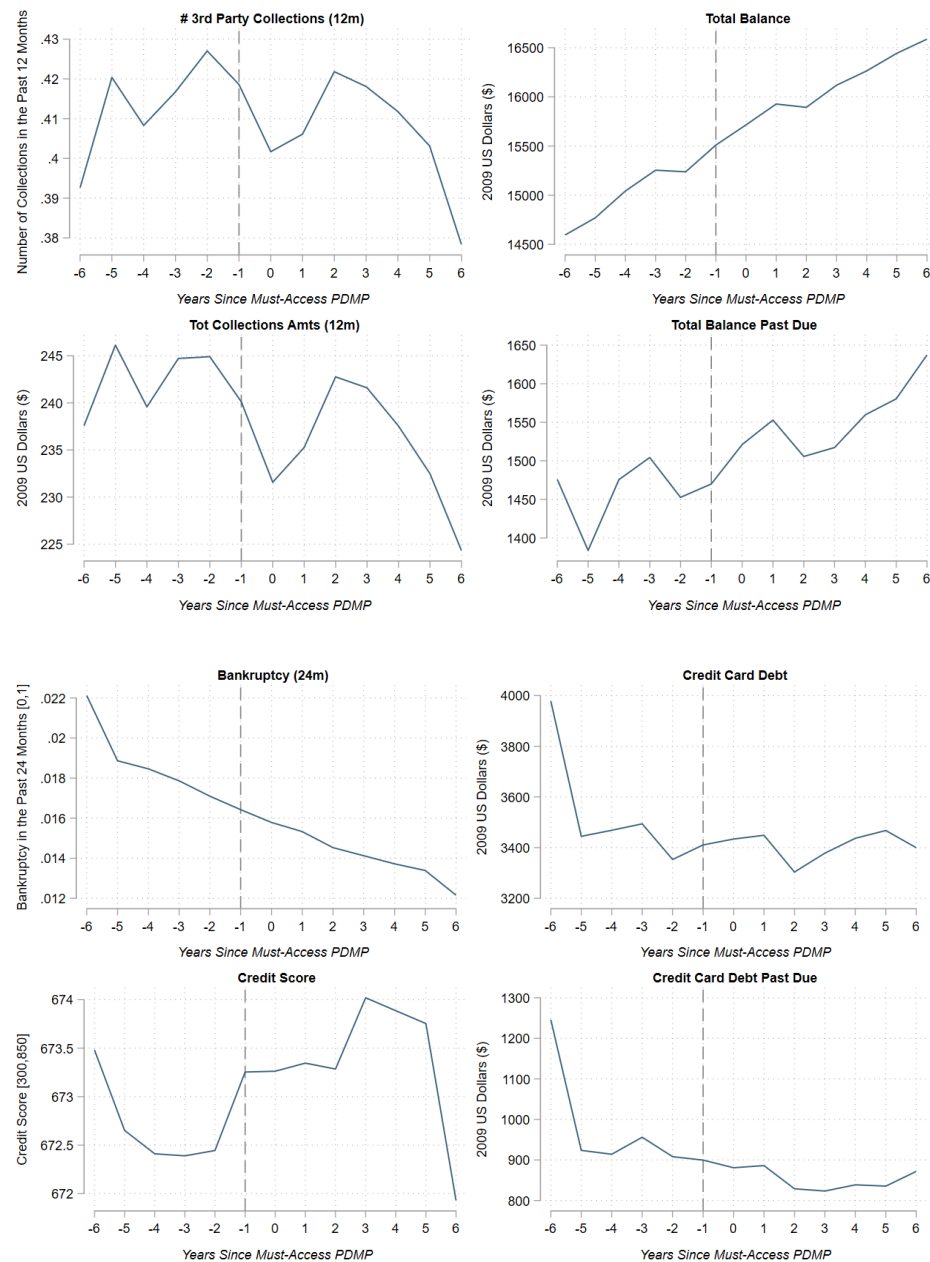 # 3rd Party Collections (12m)
Number of Collections in the Past 12 Months
.43
.42
.41
.4
.39
.38
-6 -5 -4 -3 -2 -1 0 1 2 3 4 5 6
Years Since Must-Access PDMP
Total Balance
2009 US Dollars ($)
16500
16000
15500
15000
14500
-6 -5 -4 -3 -2 -1 0 1 2 3 4 5 6
Years Since Must-Access PDMP
Tot Collections Amts (12m)
2009 US Dollars ($)
245
240
235
230
225
-6 -5 -4 -3 -2 -1 0 1 2 3 4 5 6
Years Since Must-Access PDMP
Total Balance Past Due
2009 US Dollars ($)
1650
1600
1550
1500
1450
1400
-6 -5 -4 -3 -2 -1 0 1 2 3 4 5 6
Years Since Must-Access PDMP
Bankruptcy (24m)
Bankruptcy in the Past 24 Months [0,1]
.022
.02
.018
.016
.014
.012
-6 -5 -4 -3 -2 -1 0 1 2 3 4 5 6
Years Since Must-Access PDMP
Credit Card Debt
2009 US Dollars ($)
4000
3800
3600
3400
3200
-6 -5 -4 -3 -2 -1 0 1 2 3 4 5 6
Years Since Must-Access PDMP
Credit Score
Credit Score [300,850]
674
673.5
673
672.5
672
-6 -5 -4 -3 -2 -1 0 1 2 3 4 5 6
Years Since Must-Access PDMP
Credit Card Debt Past Due
2009 US Dollars ($)
1300
1200
1100
1000
900
800
-6 -5 -4 -3 -2 -1 0 1 2 3 4 5 6
Years Since Must-Access PDMP